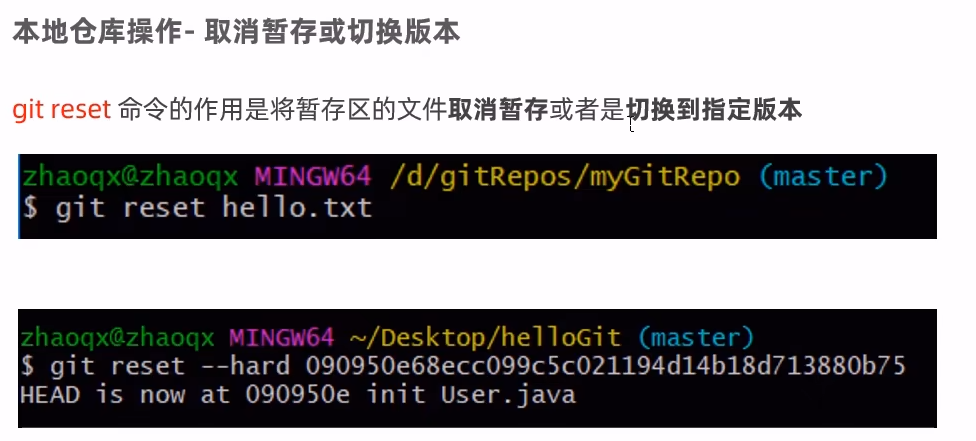 本地仓库操作- 取消暂存或切换版本
git reset 命令的作用是将暂存区的文件取消暂存或者是切换到指定版本
zhaoqx@zhaoqx MINGW64 /d/gitRepos/myGitRepo (master)
$ git reset hello.txt
zhaoqx@zhaoqx MINGW64 ~/Desktop/helloGit (master)
$ git reset --hard 090950e68ecc099c5c021194d14b18d713880b75
HEAD is now at 090950e init User.java